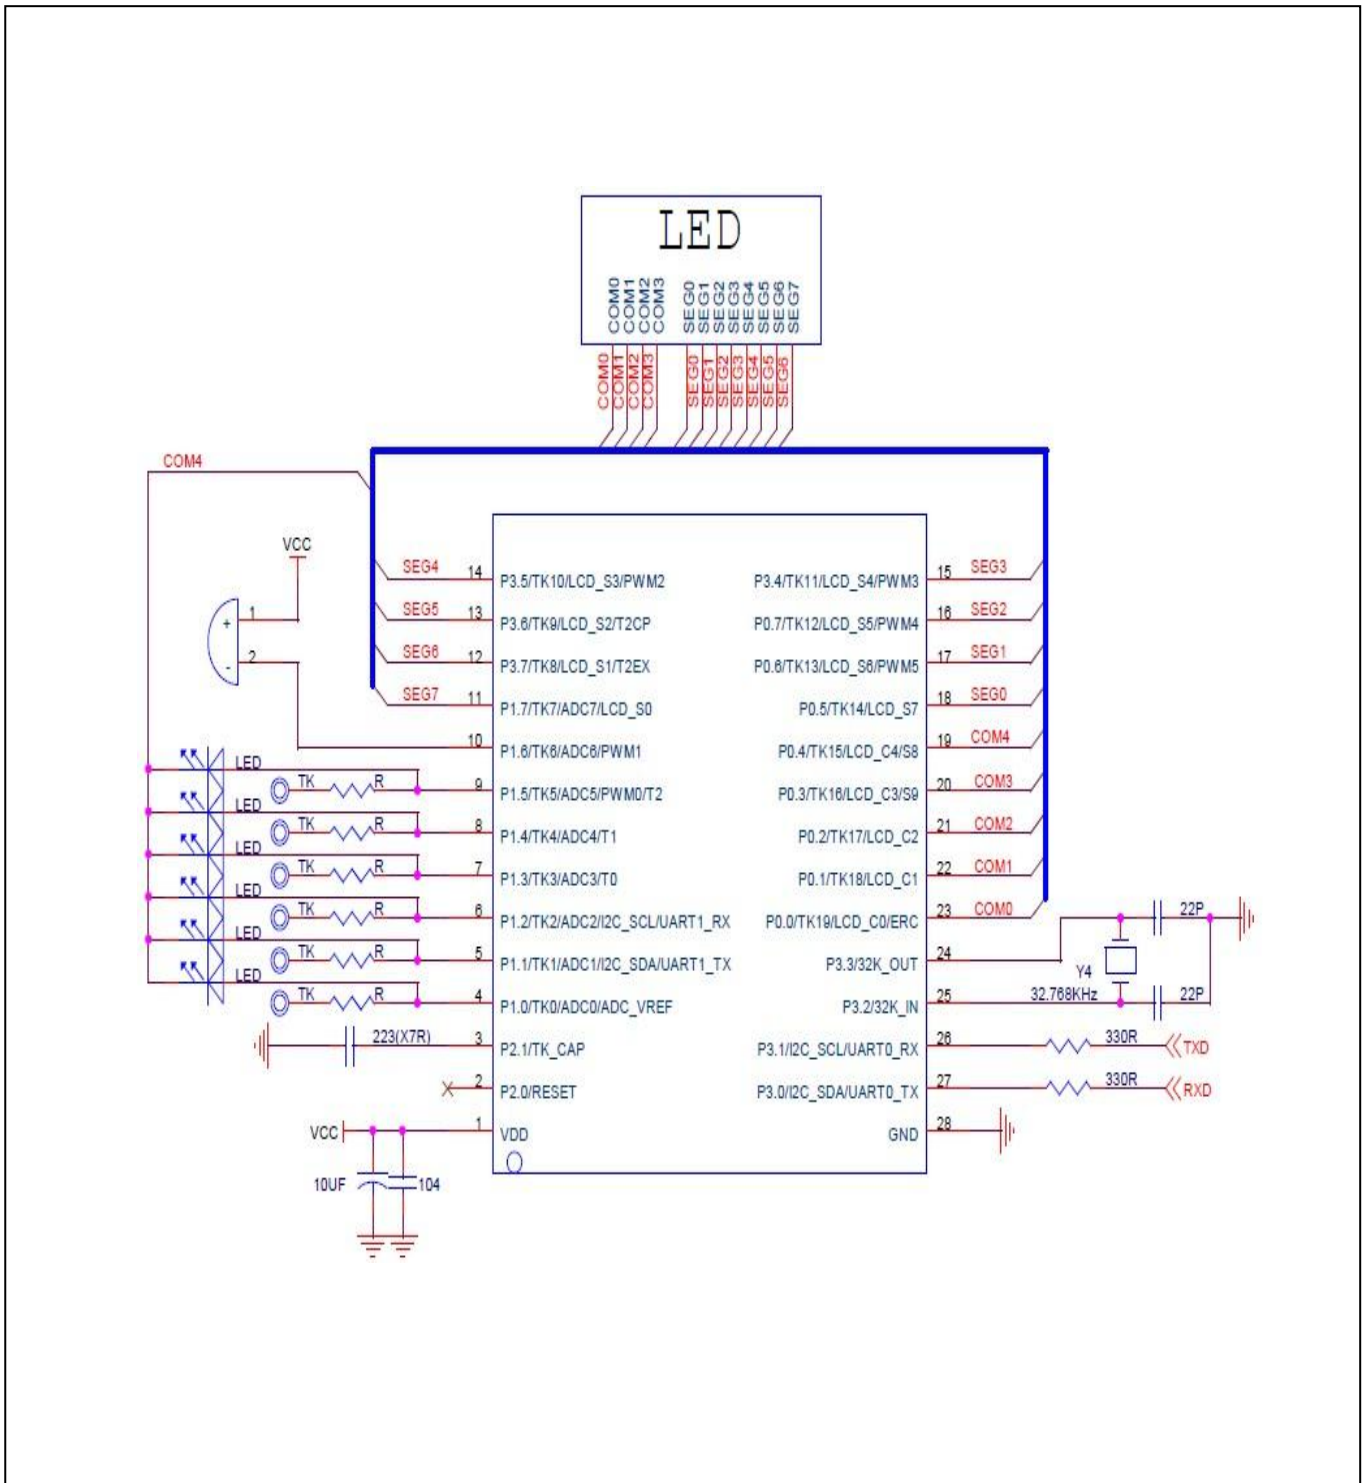 LED
COM0 COM1 COM2 COM3 SEG0 SEG1 SEG2 SEG3 SEG4 SEG5 SEG6 SEG7
COM0 COM1 COM2 COM3 SEG0 SEG1 SEG2 SEG3 SEG4 SEG5 SEG6
COM4
VCC
+ 1
- 2
SEG4 14 P3.5/TK10/LCD_S3/PWM2 P3.4/TK11/LCD_S4/PWM3 15 SEG3
SEG5 13 P3.6/TK9/LCD_S2/T2CP P0.7/TK12/LCD_S5/PWM4 16 SEG2
SEG6 12 P3.7/TK8/LCD_S1/T2EX P0.6/TK13/LCD_S6/PWM5 17 SEG1
SEG7 11 P1.7/TK7/ADC7/LCD_S0 P0.5/TK14/LCD_S7 18 SEG0
10 P1.6/TK6/ADC6/PWM1 P0.4/TK15/LCD_C4/S8 19 COM4
LED
TK R 9 P1.5/TK5/ADC5/PWM0/T2 P0.3/TK16/LCD_C3/S9 20 COM3
LED
TK R 8 P1.4/TK4/ADC4/T1 P0.2/TK17/LCD_C2 21 COM2
LED
TK R 7 P1.3/TK3/ADC3/T0 P0.1/TK18/LCD_C1 22 COM1
LED
TK R 6 P1.2/TK2/ADC2/I2C_SCL/UART1_RX P0.0/TK19/LCD_C0/ERC 23 COM0 22P
LED
TK R 5 P1.1/TK1/ADC1/I2C_SDA/UART1_TX P3.3/32K_OUT 24
Y4
LED
32.768KHz
TK R 4 P1.0/TK0/ADC0/ADC_VREF P3.2/32K_IN 25 22P
223(X7R) 3 P2.1/TK_CAP P3.1/I2C_SCL/UART0_RX 26 330R TXD
2 P2.0/RESET P3.0/I2C_SDA/UART0_TX 27 330R RXD
VCC 1 VDD GND 28
10UF 104